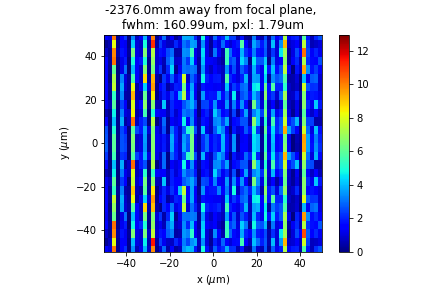 -2376.0mm away from focal plane,
fwhm: 160.99um, pxl: 1.79um
40
20
0
−20
−40
y (μm)
−40 −20 0 20 40
x (μm)
12
10
8
6
4
2
0